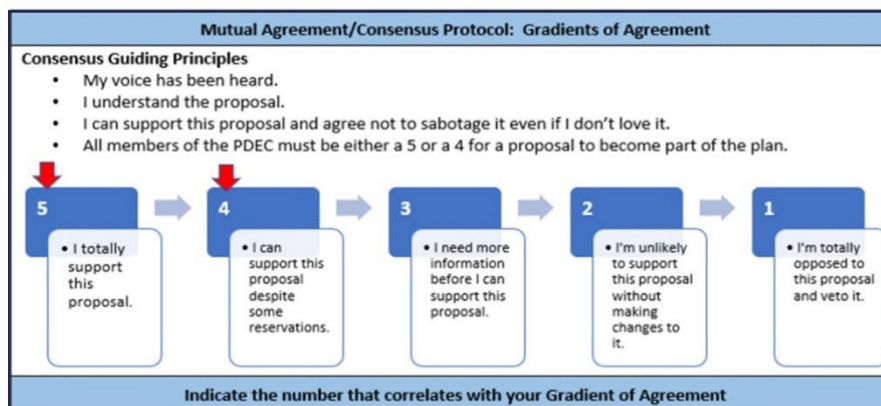 Mutual Agreement/Consensus Protocol: Gradients of Agreement
Consensus Guiding Principles
• My voice has been heard.
• I understand the proposal.
• I can support this proposal and agree not to sabotage it even if I don't love it.
• All members of the PDEC must be either a 5 or a 4 for a proposal to become part of the plan.
5
• I totally
support
this
proposal.
4
• I can
support this
proposal
despite
some
reservations.
3
• I need more
information
before I can
support this
proposal.
2
• I'm unlikely
to support
this proposal
without
making
changes to
it.
1
• I'm totally
opposed to
this proposal
and veto it.
Indicate the number that correlates with your Gradient of Agreement